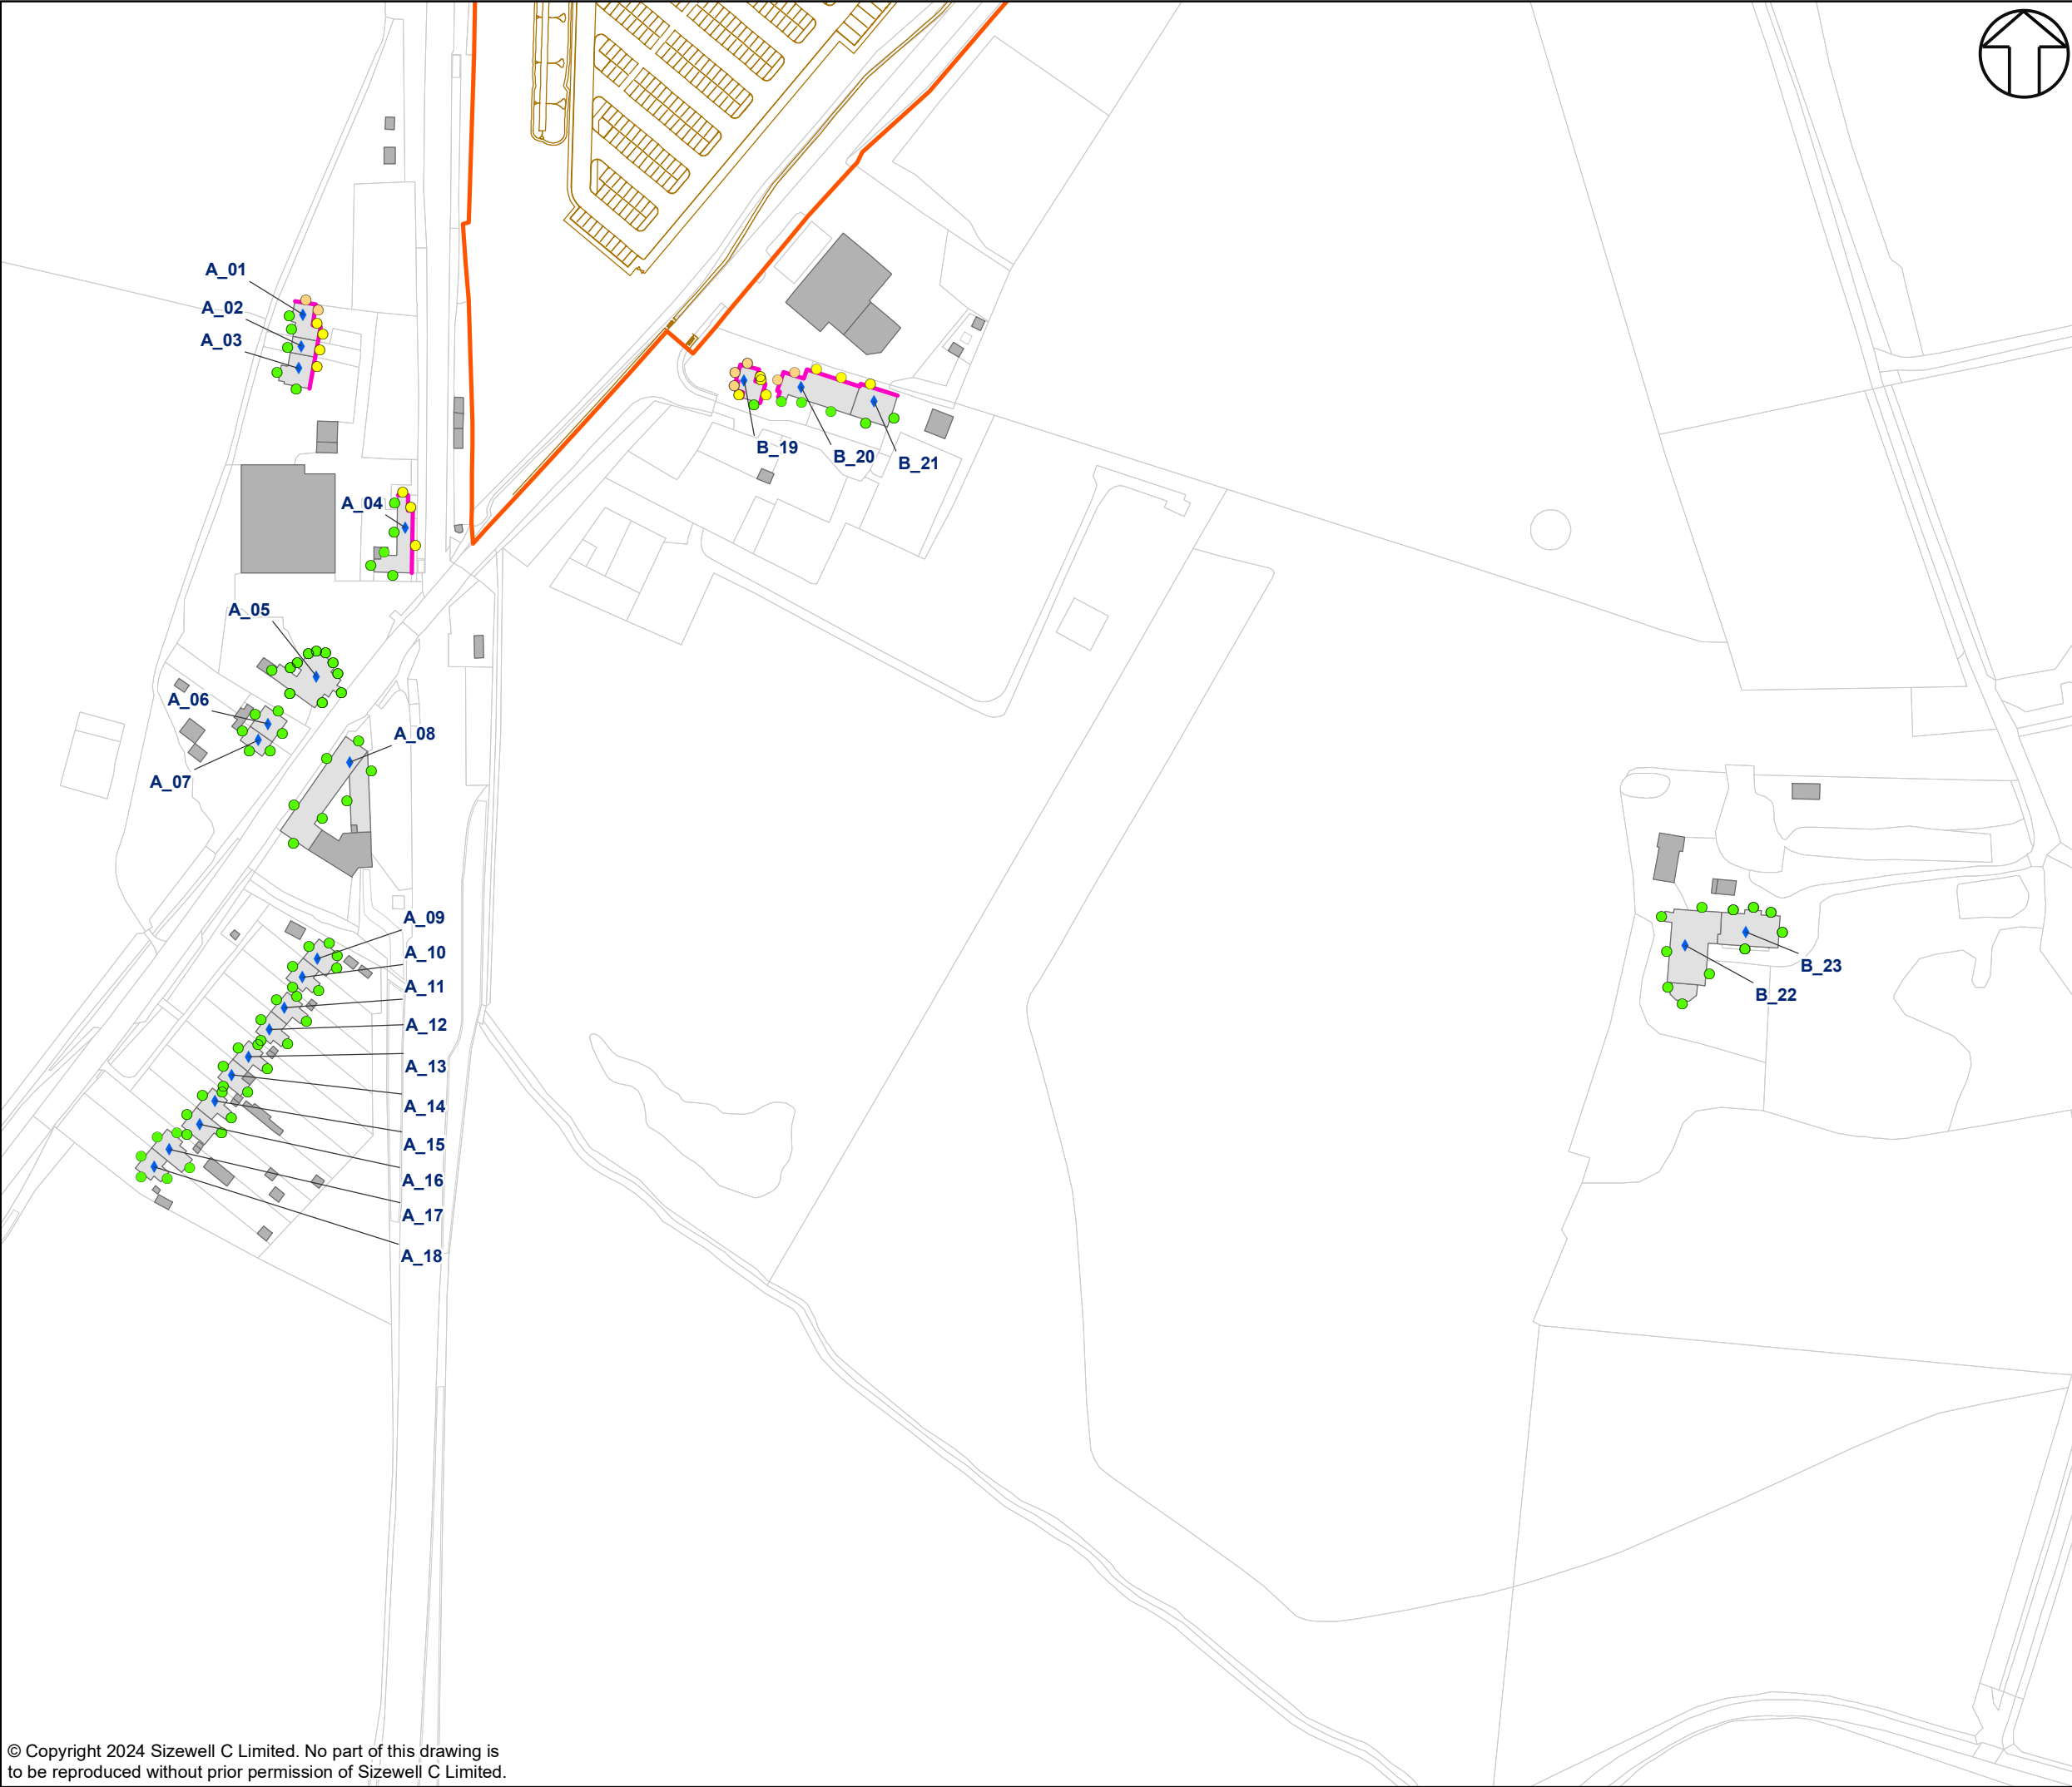 A_01
A_02
A_03
A_04
B_19
B_20
B_21
A_05
A_06
A_07
A_08
A_09
A_10
A_11
A_12
A_13
A_14
A_15
A_16
A_17
A_18
B_23
B_22
© Copyright 2024 Sizewell C Limited. No part of this drawing is
to be reproduced without prior permission of Sizewell C Limited.